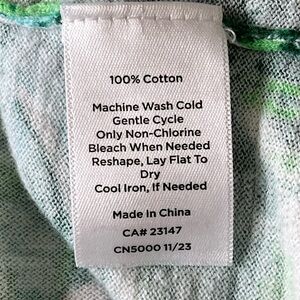 100% Cotton
Machine Wash Cold
Gentle Cycle
Only Non-Chlorine
Bleach When Needed
Reshape, Lay Flat To
Dry
Cool Iron, If Needed
Made In China
CA# 23147
CN5000 11/23